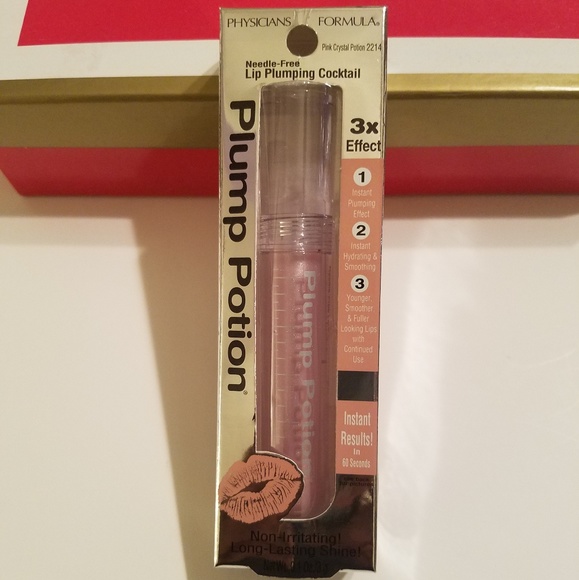 PHYSICIANS FORMULA®
Pink Crystal Potion 2214
Needle-Free
Lip Plumping Cocktail
Plump Potion®
3x
Effect
1
Instant
Plumping
Effect
2
Instant
Hydrating &
Smoothing
3
Younger,
Smoother
& Fuller
Looking Lips
with
Continued
Use
Instant
Results!
in
60 Seconds
Plump Potion
Non-Irritating!
Long-Lasting Shine!